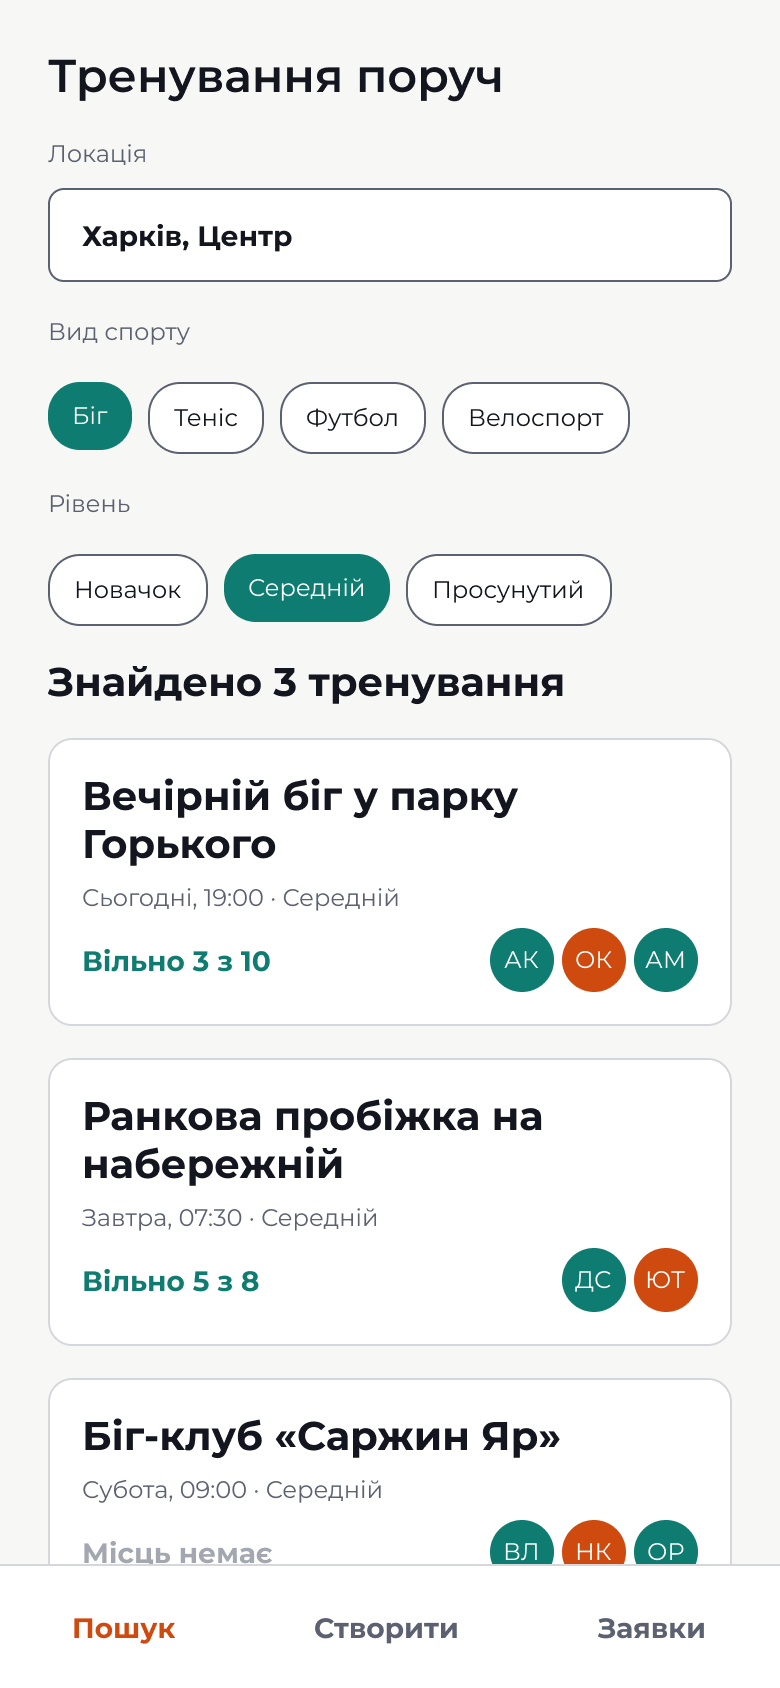 Тренування поруч
Локація
Харків, Центр
Вид спорту
Біг Теніс Футбол Велоспорт
Рівень
Новачок Середній Просунутий
Знайдено 3 тренування
Вечірній біг у парку
Горького
Сьогодні, 19:00 · Середній
Вільно 3 з 10 АК ОК АМ
Ранкова пробіжка на
набережній
Завтра, 07:30 · Середній
Вільно 5 з 8 ДС ЮТ
Біг-клуб «Саржин Яр»
Субота, 09:00 · Середній
Місць немає ВЛ НК ОР
Пошук Створити Заявки